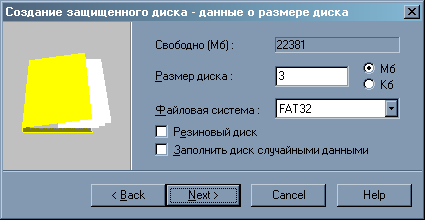 Создание защищенного диска - данные о размере диска
Свободно (Мб) : 22381
Размер диска : 3 Мб
Кб
Файловая система : FAT32
Резиновый диск
Заполнить диск случайными данными
< Back Next > Cancel Help